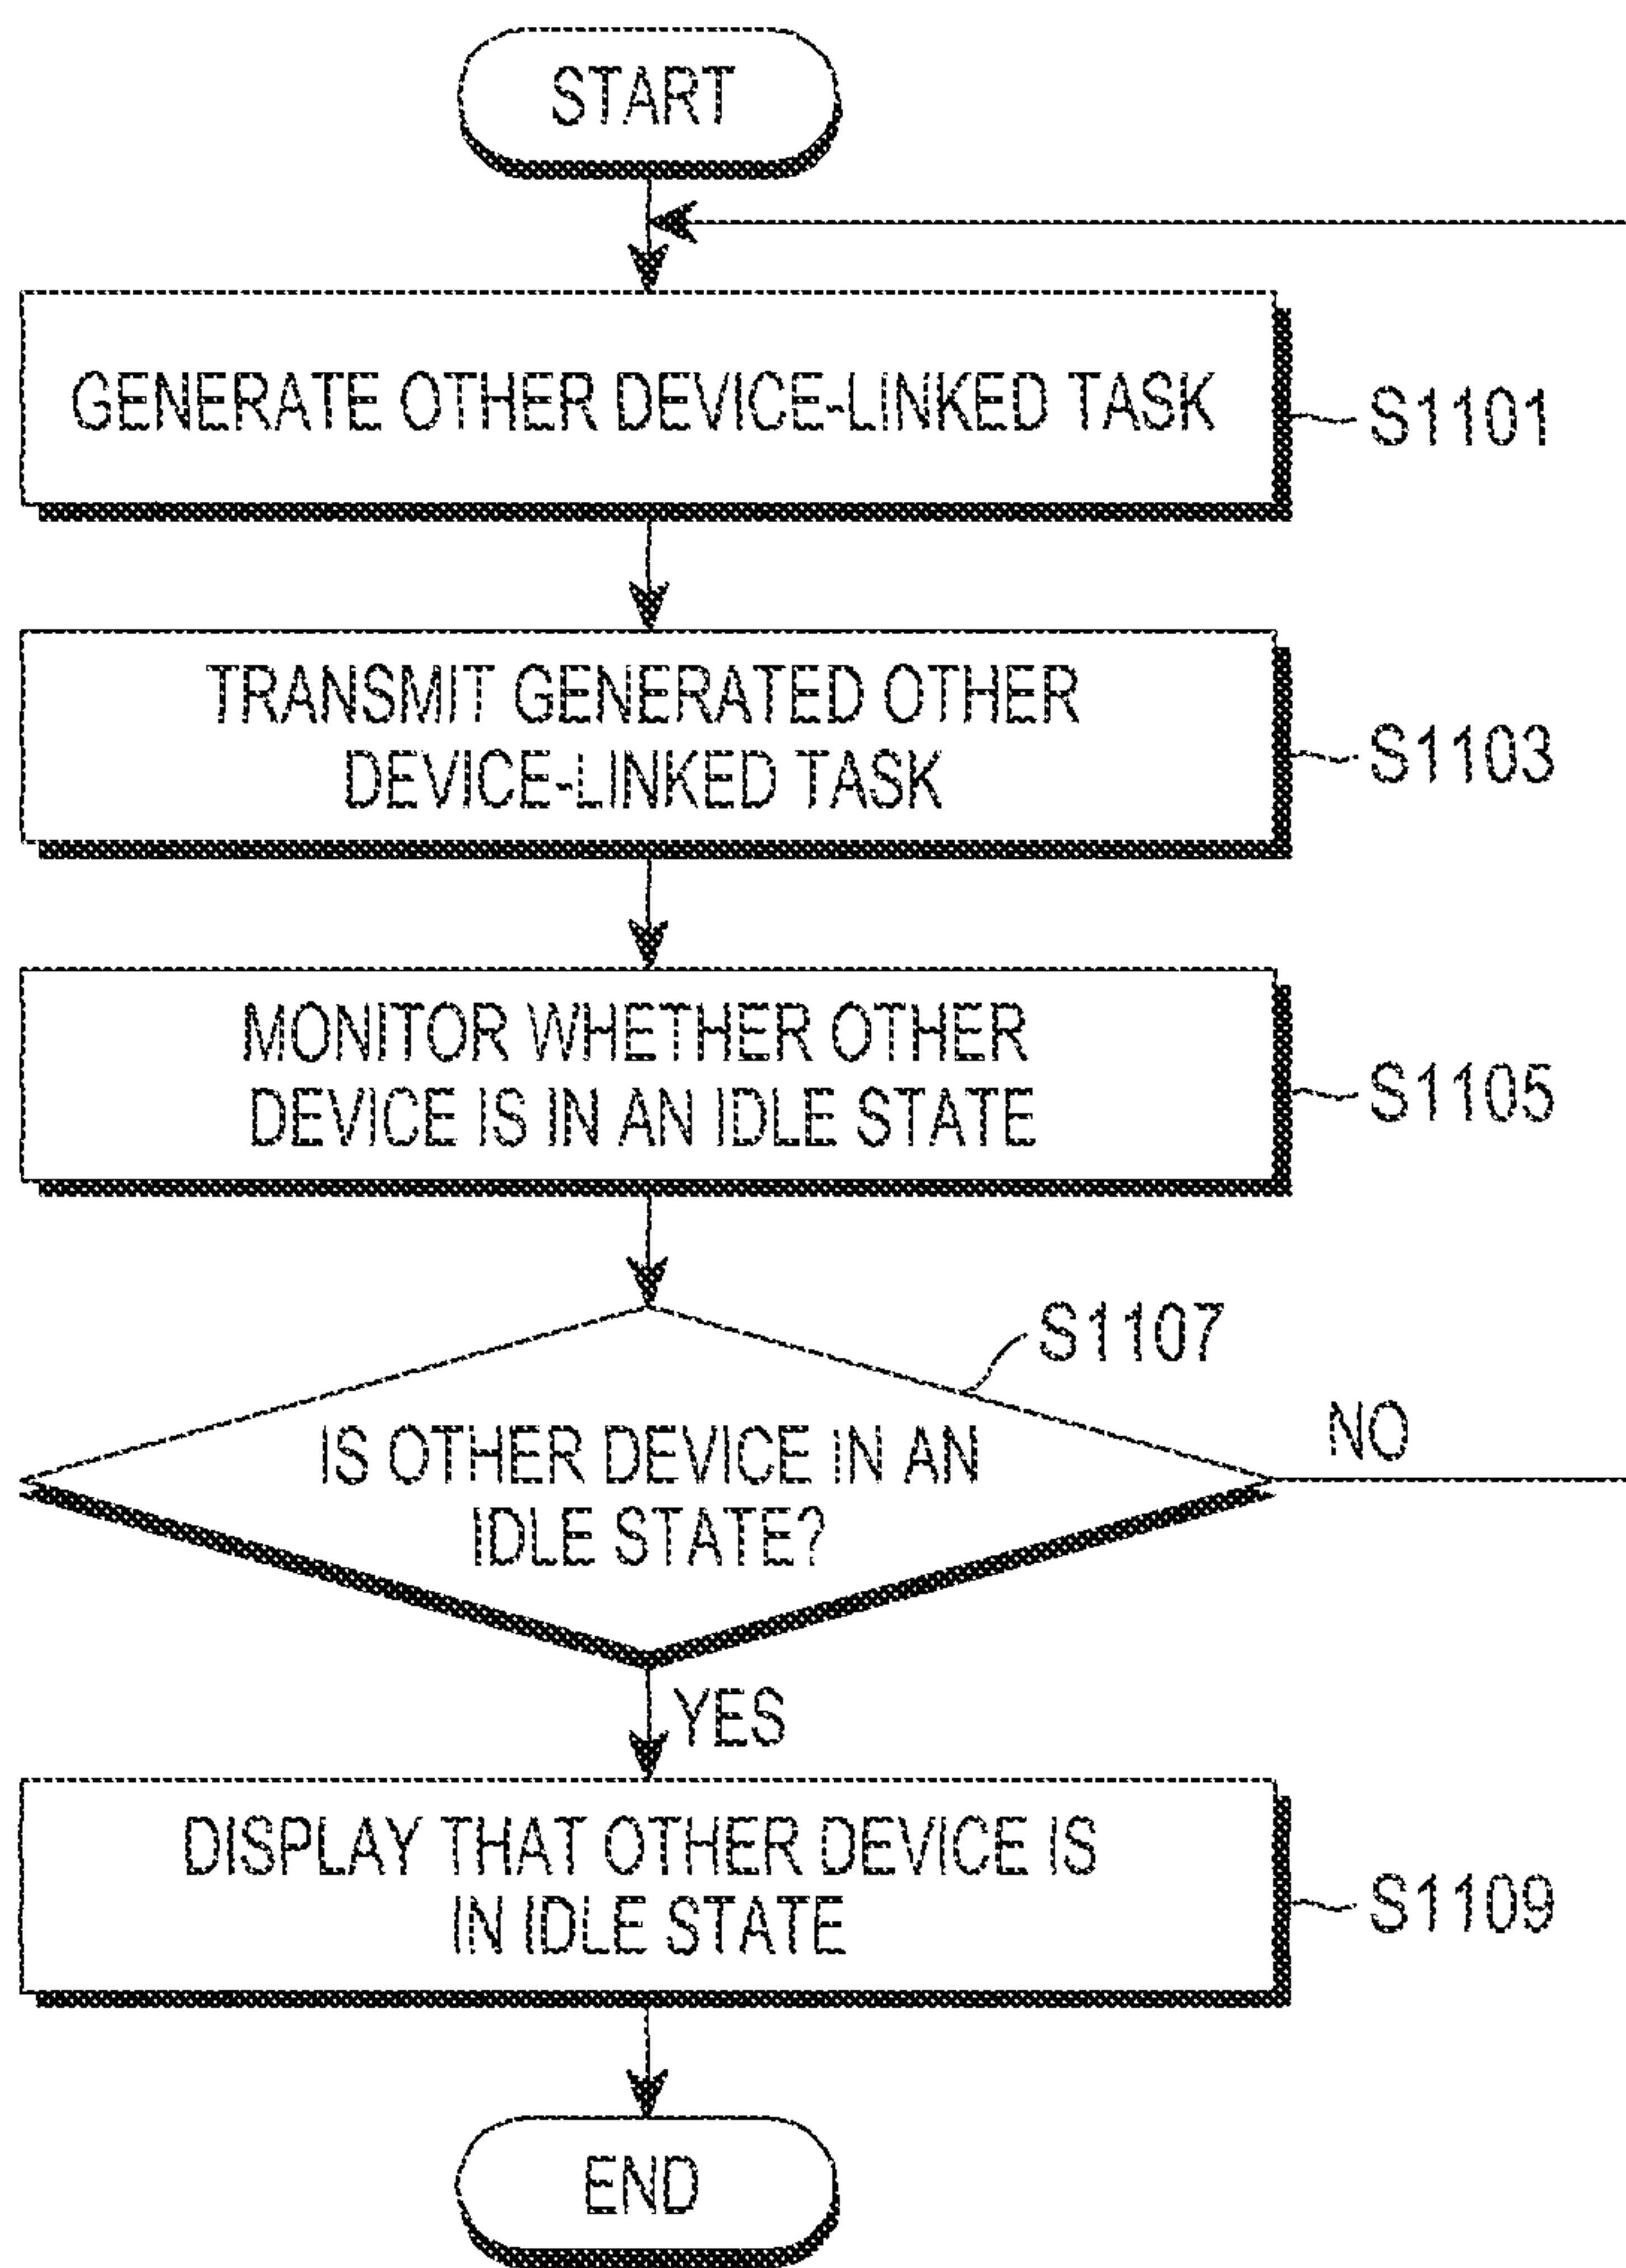 START
GENERATE OTHER DEVICE-LINKED TASK
S1101
TRANSMIT GENERATED OTHER
DEVICE-LINKED TASK
S1103
MONITOR WHETHER OTHER
DEVICE IS IN AN IDLE STATE
S1105
S1107
IS OTHER DEVICE IN AN
IDLE STATE?
NO
YES
DISPLAY THAT OTHER DEVICE IS
IN IDLE STATE
S1109
END